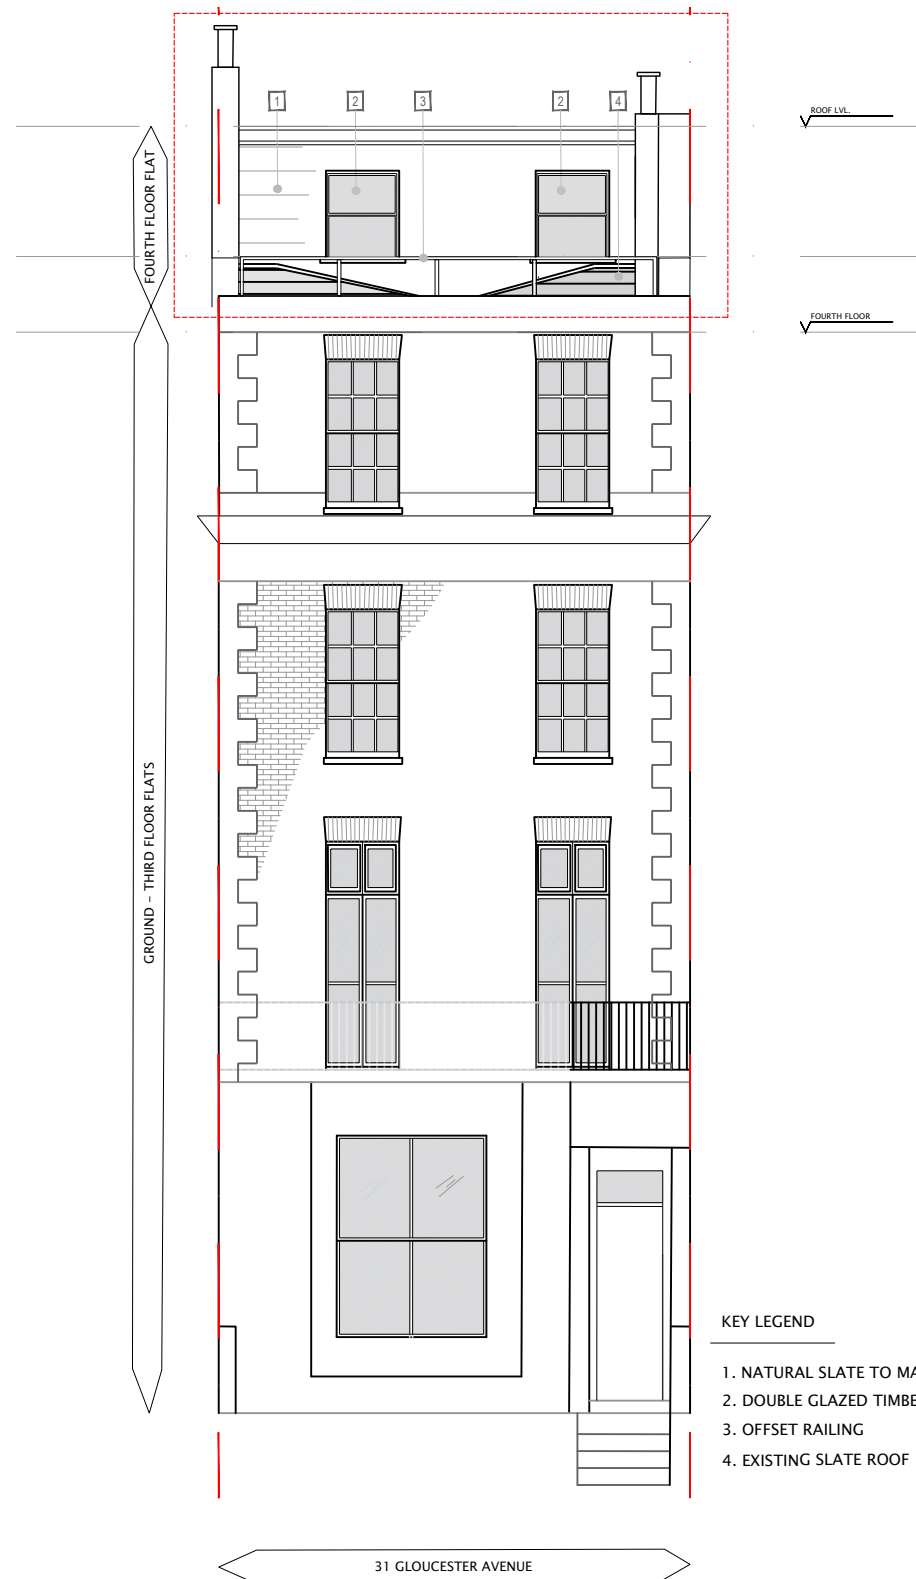 1 2 3 2 4
ROOF LVL.
FOURTH FLOOR FLAT
FOURTH FLOOR
GROUND - THIRD FLOOR FLATS
KEY LEGEND
1. NATURAL SLATE TO MA
2. DOUBLE GLAZED TIMBE
3. OFFSET RAILING
4. EXISTING SLATE ROOF
31 GLOUCESTER AVENUE